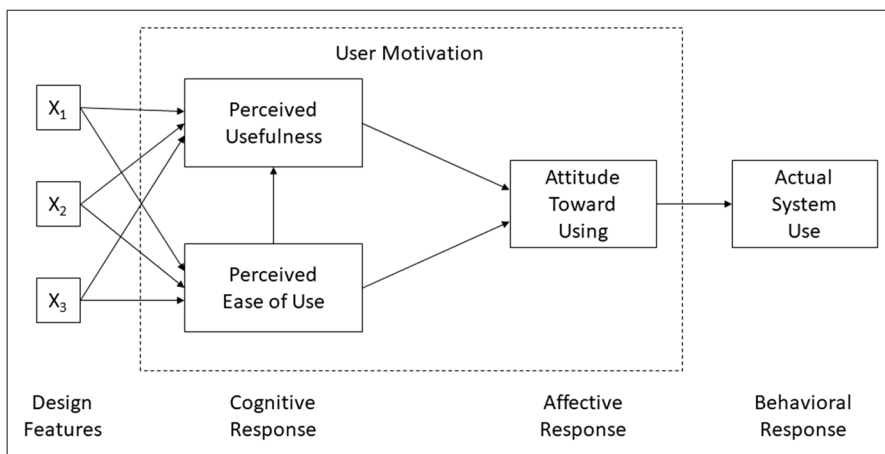 User Motivation
X₁
X₂
X₃
Perceived
Usefulness
Perceived
Ease of Use
Attitude
Toward
Using
Actual
System
Use
Design
Features
Cognitive
Response
Affective
Response
Behavioral
Response